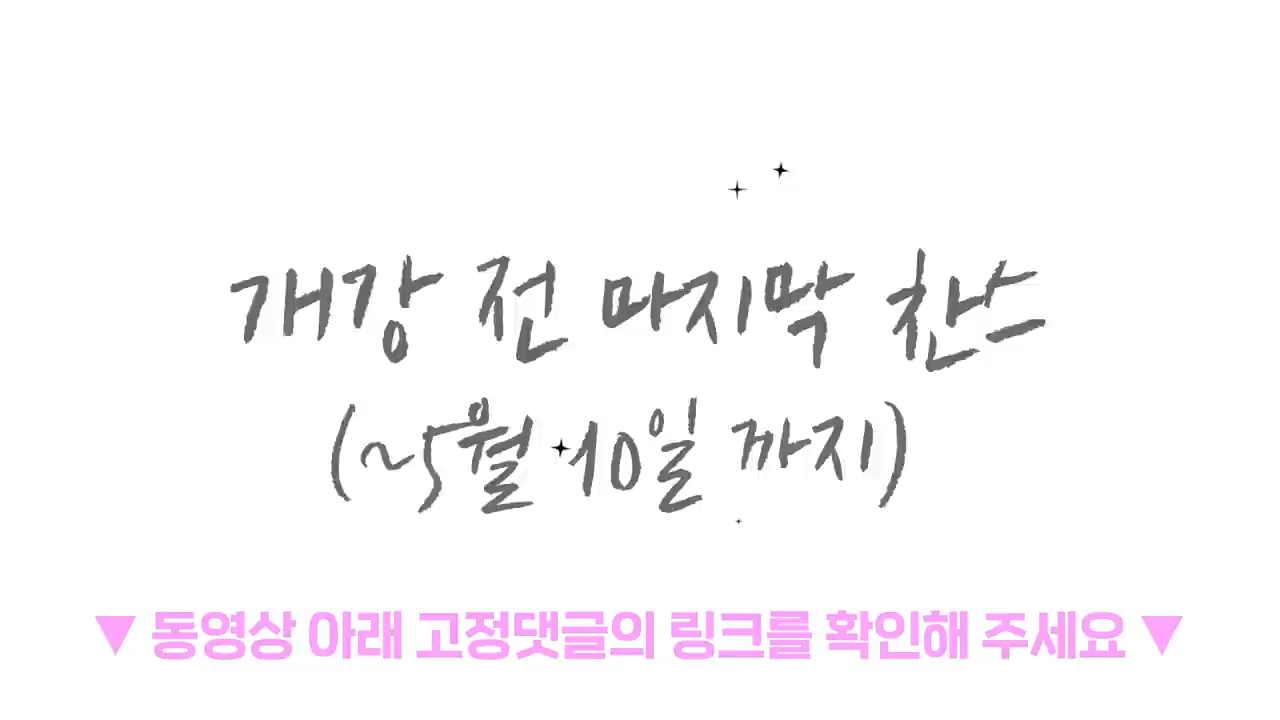 개강 전 마지막 찬스
(~5월 10일 까지)
▼ 동영상 아래 고정댓글의 링크를 확인해 주세요 ▼